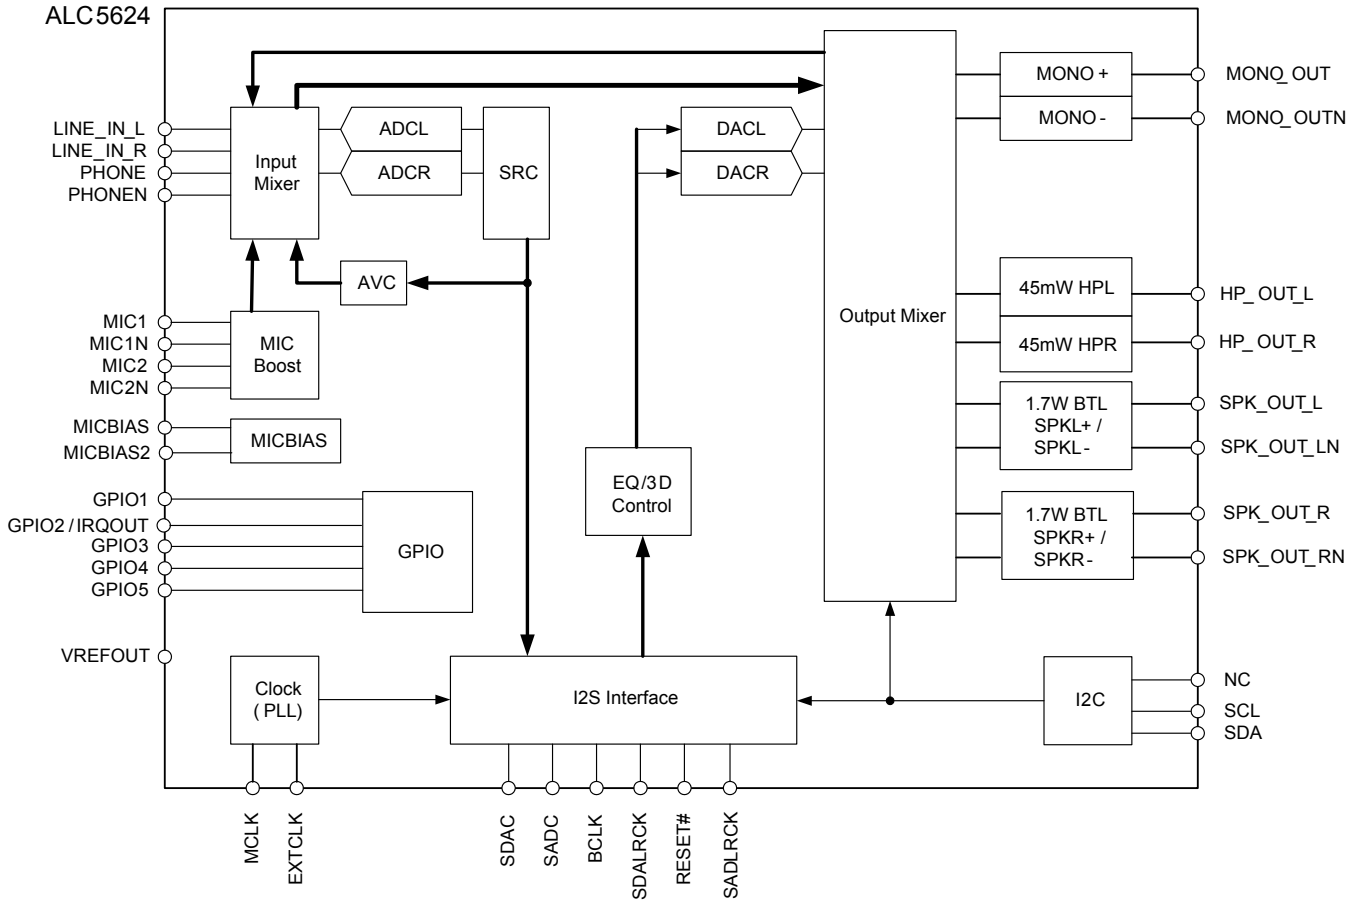 ALC5624
LINE_IN_L
LINE_IN_R
PHONE
PHONEN
MIC1
MIC1N
MIC2
MIC2N
MICBIAS
MICBIAS2
GPIO1
GPIO2/IRQOUT
GPIO3
GPIO4
GPIO5
VREFOUT
Input
Mixer
ADCL
ADCR
SRC
AVC
MIC
Boost
MICBIAS
GPIO
Clock
(PLL)
DACL
DACR
EQ/3D
Control
I2S Interface
Output Mixer
MONO+
MONO-
45mW HPL
45mW HPR
1.7W BTL
SPKL+/
SPKL-
1.7W BTL
SPKR+/
SPKR-
I2C
MONO_OUT
MONO_OUTN
HP_OUT_L
HP_OUT_R
SPK_OUT_L
SPK_OUT_LN
SPK_OUT_R
SPK_OUT_RN
NC
SCL
SDA
MCLK
EXTCLK
SDAC
SADC
BCLK
SDALRCK
RESET#
SADLRCK